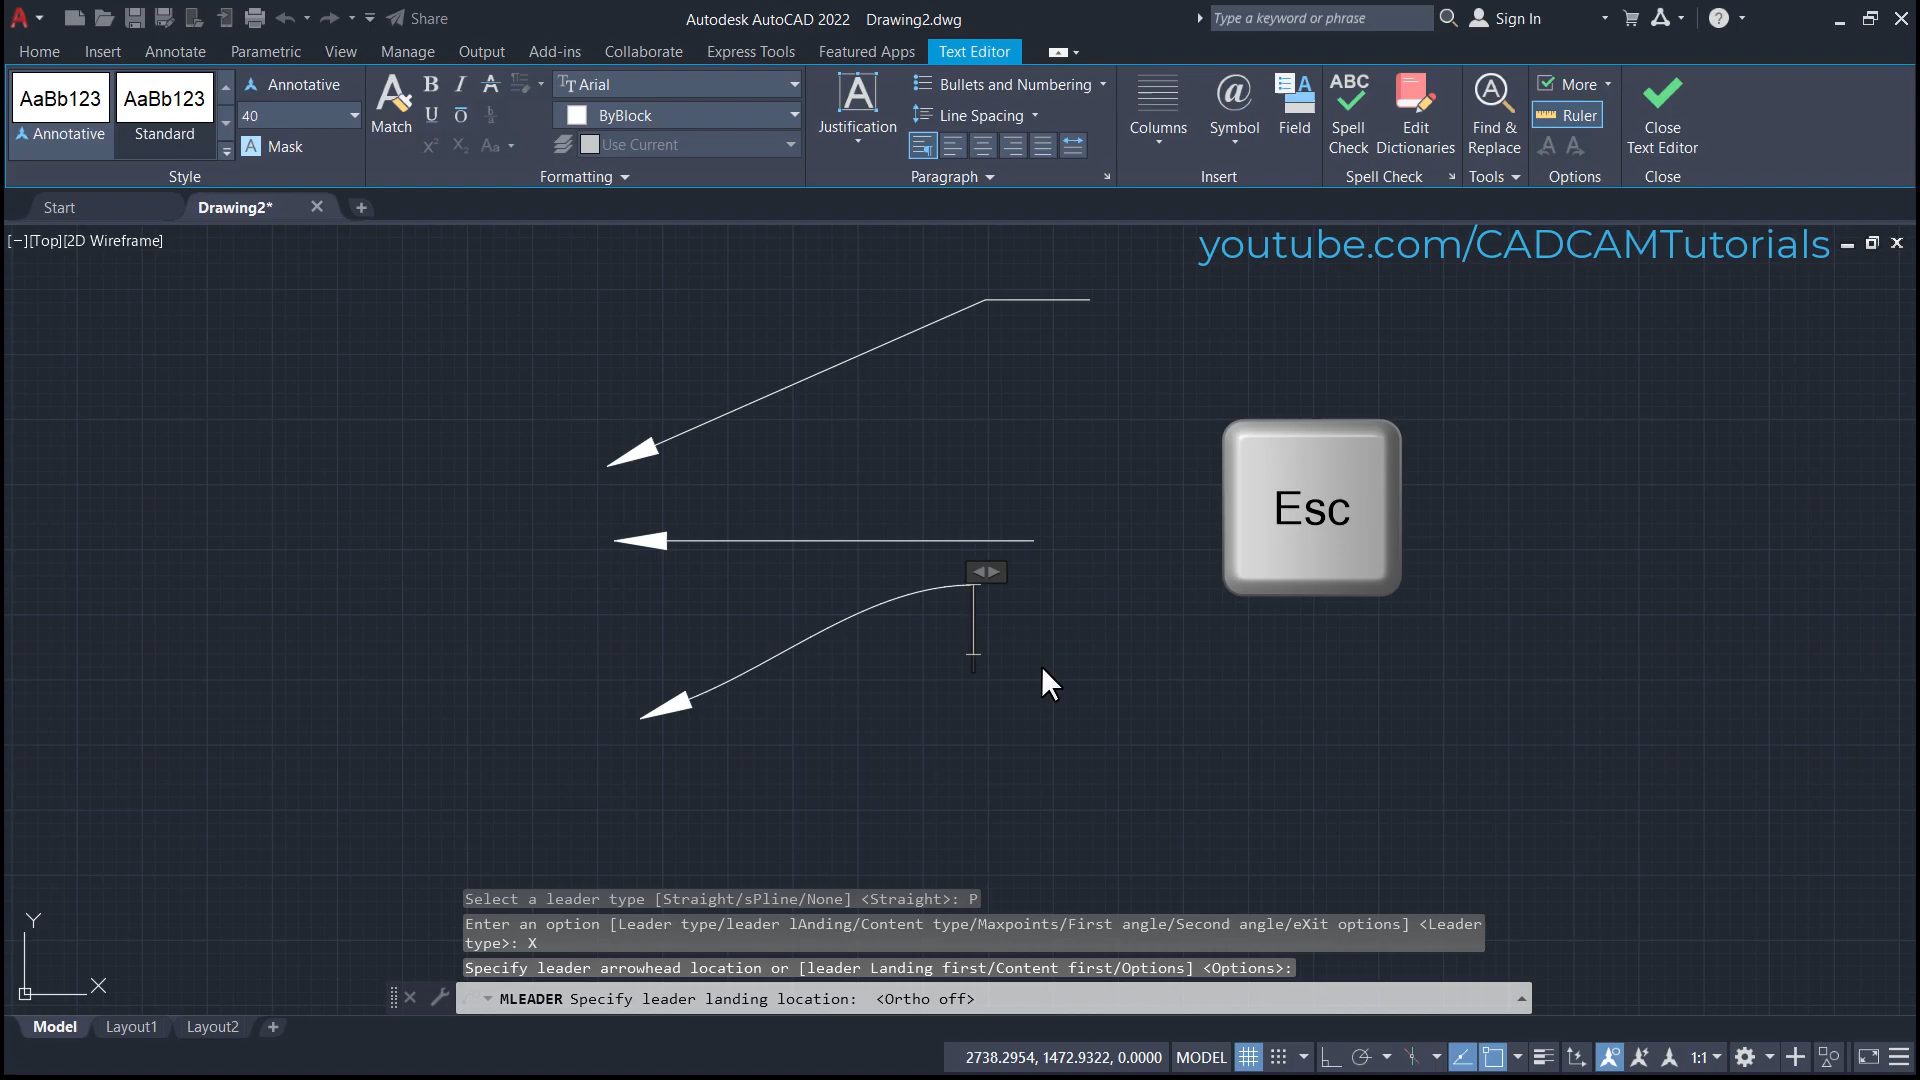 Share
Autodesk AutoCAD 2022 Drawing2.dwg
Type a keyword or phrase
Sign In
Home Insert Annotate Parametric View Manage Output Add-ins Collaborate Express Tools Featured Apps Text Editor
AaBb123 AaBb123 Annotative
Annotative Standard
40
Mask
Style
Match
Arial
ByBlock
Use Current
Formatting
Justification
Bullets and Numbering
Line Spacing
Paragraph
Columns
Symbol
Field
Insert
ABC
Spell
Check
Edit
Dictionaries
Spell Check
Find &
Replace
Tools
More
Ruler
Options
Close
Text Editor
Close
Start Drawing2*
[−][Top][2D Wireframe]
youtube.com/CADCAMTutorials
Esc
Y
X
Select a leader type [Straight/sPline/None] <Straight>: P
Enter an option [Leader type/leader lAnding/Content type/Maxpoints/First angle/Second angle/eXit options] <Leader
type>: X
Specify leader arrowhead location or [leader Landing first/Content first/Options] <Options>:
MLEADER Specify leader landing location: <Ortho off>
Model Layout1 Layout2
2738.2954, 1472.9322, 0.0000 MODEL 1:1